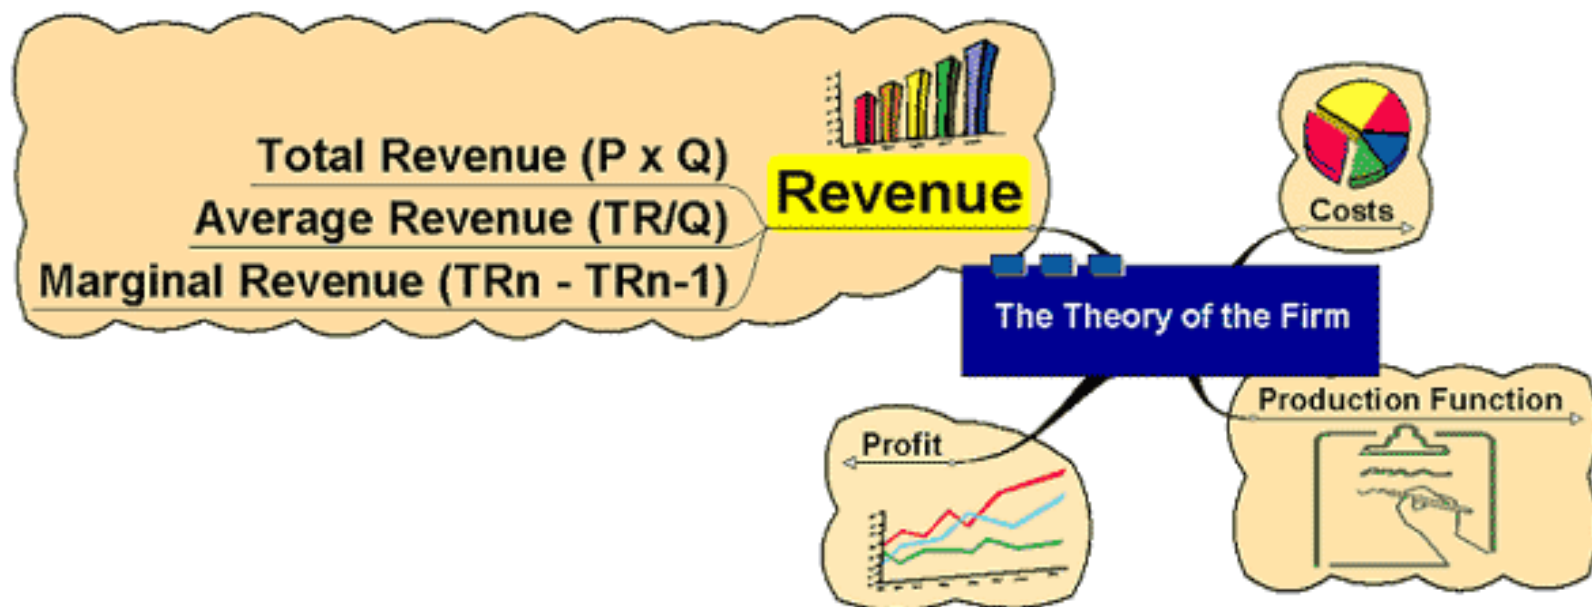 Total Revenue (P x Q)
Average Revenue (TR/Q)
Marginal Revenue (TRn - TRn-1)
Revenue
Costs
The Theory of the Firm
Production Function
Profit